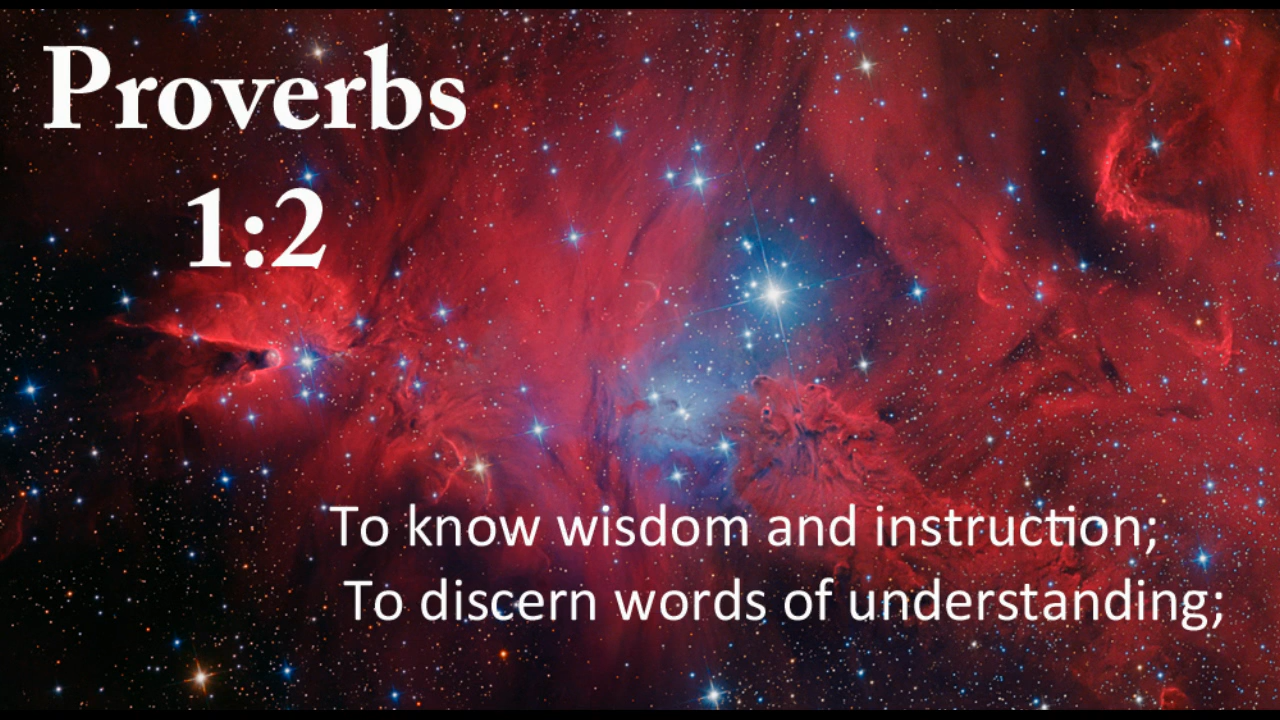 Proverbs
1:2
To know wisdom and instruction;
To discern words of understanding;